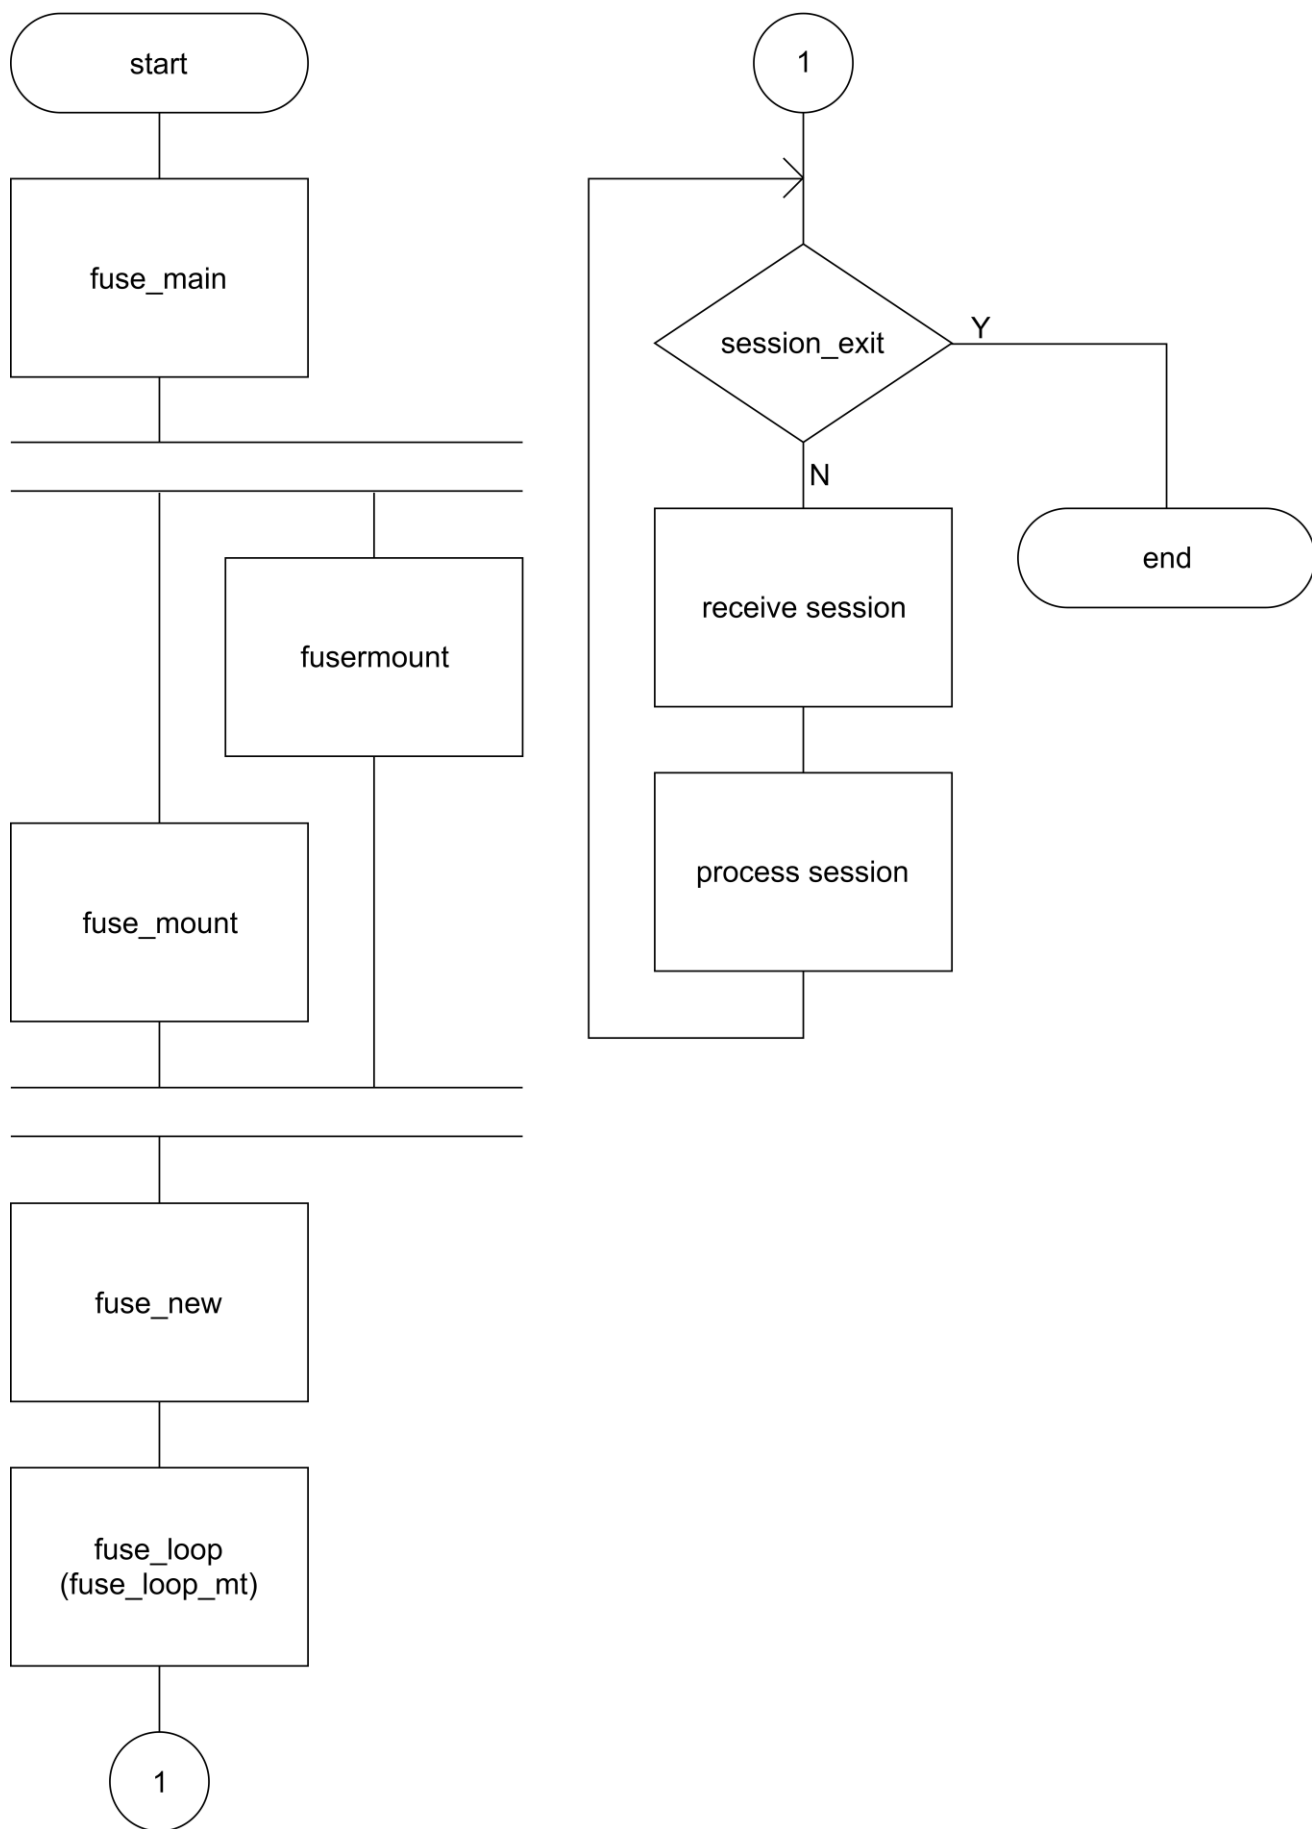 start
fuse_main
fusermount
fuse_mount
fuse_new
fuse_loop
(fuse_loop_mt)
1
1
session_exit
Y
N
receive session
end
process session